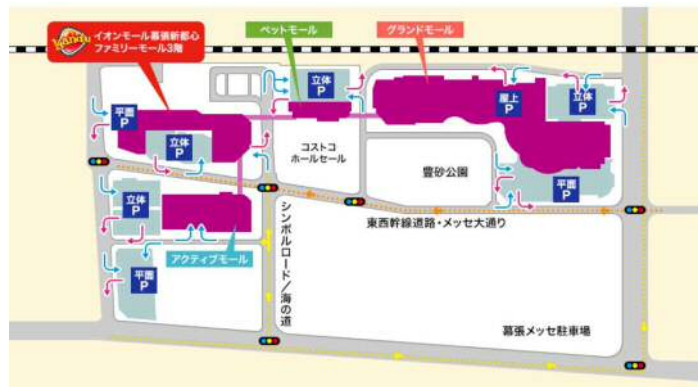 Kandu
イオンモール幕張新都心
ファミリーモール3階
ペットモール
グランドモール
立体
P
屋上
P
立体
P
平面
P
立体
P
コストコ
ホールセール
豊砂公園
平面
P
立体
P
東西幹線道路・メッセ大通り
シンボルロード/海の道
アクティブモール
平面
P
幕張メッセ駐車場